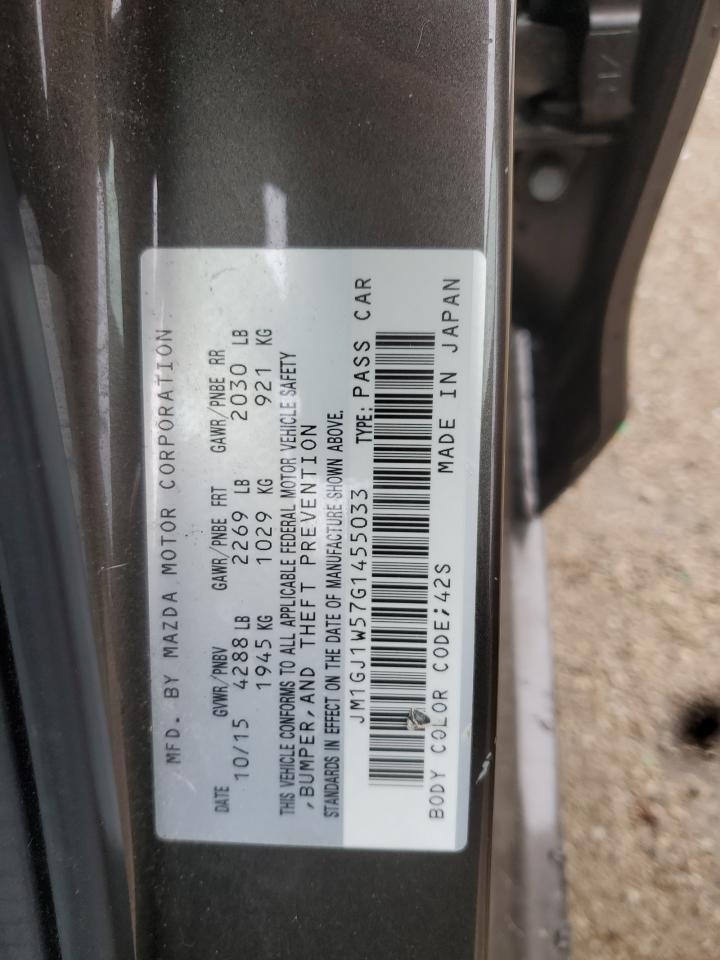 MFD. BY MAZDA MOTOR CORPORATION
DATE GVWR/PNBV GAWR/PNBE FRT GAWR/PNBE RR
10/15 4288 LB 2269 LB 2030 LB
1945 KG 1029 KG 921 KG
THIS VEHICLE CONFORMS TO ALL APPLICABLE FEDERAL MOTOR VEHICLE SAFETY
,BUMPER,AND THEFT PREVENTION
STANDARDS IN EFFECT ON THE DATE OF MANUFACTURE SHOWN ABOVE.
JM1GJ1W57G1455033 TYPE: PASS CAR
BODY COLOR CODE;42S MADE IN JAPAN